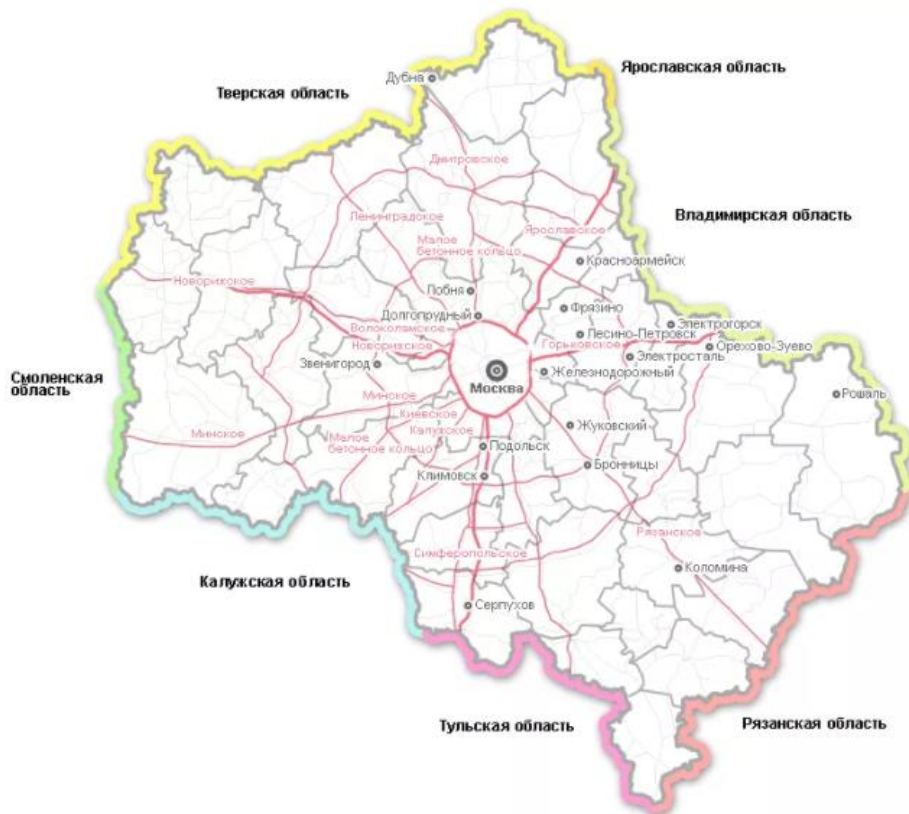 Ярославская область
Дубна
Тверская область
Дмитровское
Ленинградское
Владимирская область
Ярославское
Малое
бетонное кольцо
Красноармейск
Новорижское
Лобня
Фрязино
Долгопрудный
Электрогорск
Волоколамское
Лесино-Петровск
Новорижское
Горьковское
Орехово-Зуево
Электросталь
Звенигород
Железнодорожный
Смоленская
область
Москва
Минское
Рошаль
Киевское
Калужское
Жуковский
Минское
Малое
бетонное кольцо
Подольск
Бронницы
Климовск
Рязанское
Симферопольское
Коломина
Калужская область
Серпухов
Тульская область
Рязанская область